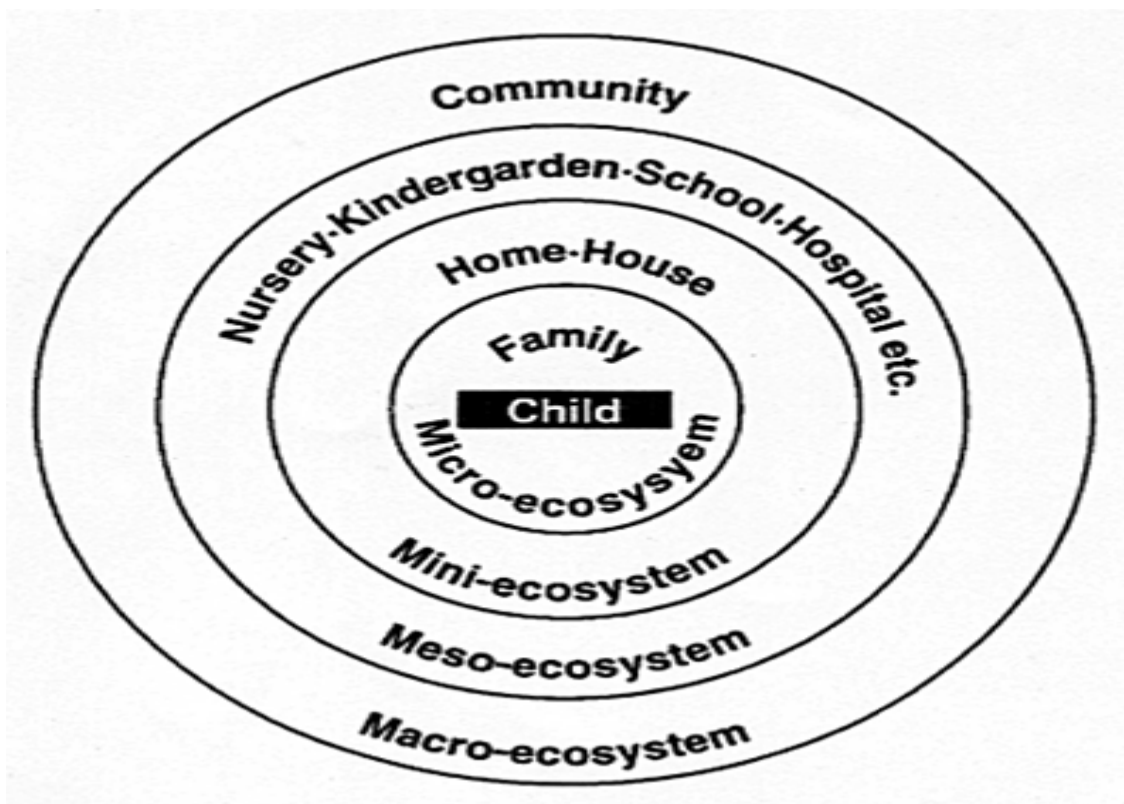 Community
Nursery·Kindergarden·School·Hospital etc.
Home·House
Family
Child
Micro-ecosysyem
Mini-ecosystem
Meso-ecosystem
Macro-ecosystem